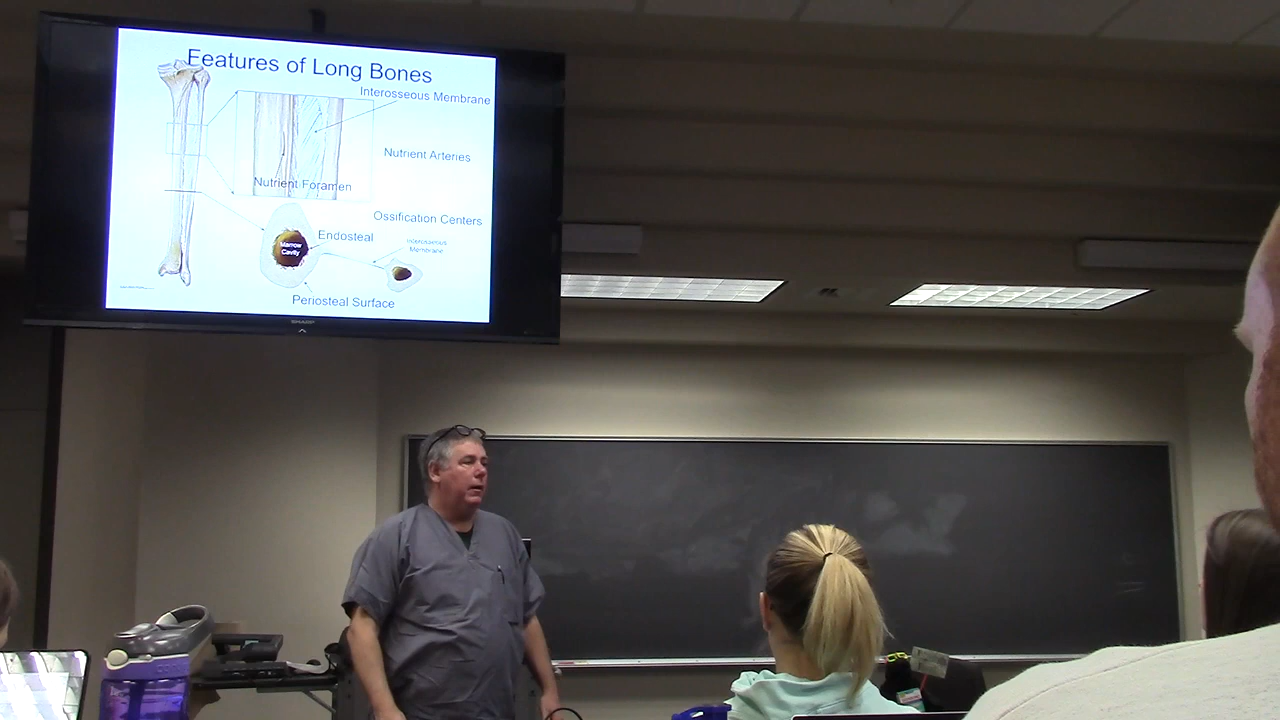 Features of Long Bones
Interosseous Membrane
Nutrient Arteries
Nutrient Foramen
Ossification Centers
Endosteal
Marrow
Cavity
Interosseous
Membrane
Periosteal Surface
SHARP